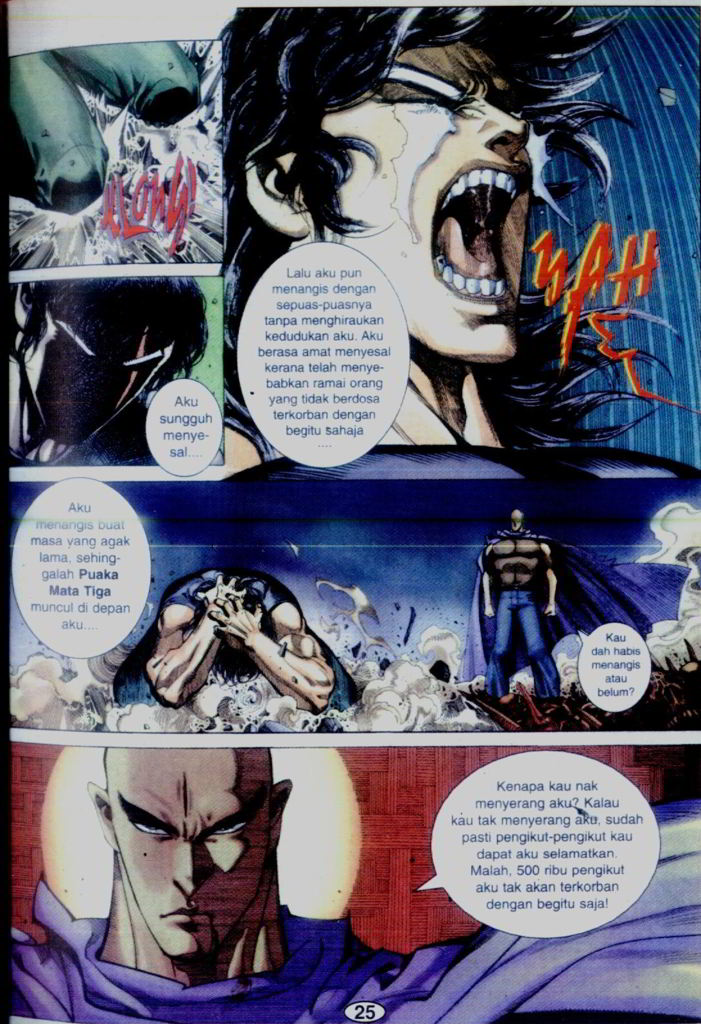 KLONG!
Aku
sungguh
menye-
sal....
YAH
Lalu aku pun
menangis dengan
sepuas-puasnya
tanpa menghiraukan
kedudukan aku. Aku
berasa amat menyesal
kerana telah menye-
babkan ramai orang
yang tidak berdosa
terkorban dengan
begitu sahaja
....
Aku
menangis buat
masa yang agak
lama, sehing-
galah Puaka
Mata Tiga
muncul di depan
aku....
Kau
dah habis
menangis
atau
belum?
Kenapa kau nak
menyerang aku? Kalau
kau tak menyerang aku, sudah
pasti pengikut-pengikut kau
dapat aku selamatkan.
Malah, 500 ribu pengikut
aku tak akan terkorban
dengan begitu saja!
25